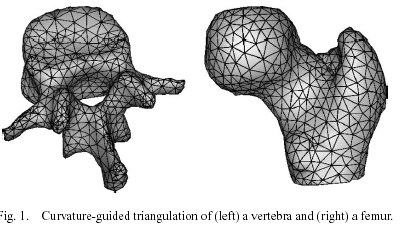 Fig. 1. Curvature-guided triangulation of (left) a vertebra and (right) a femur.